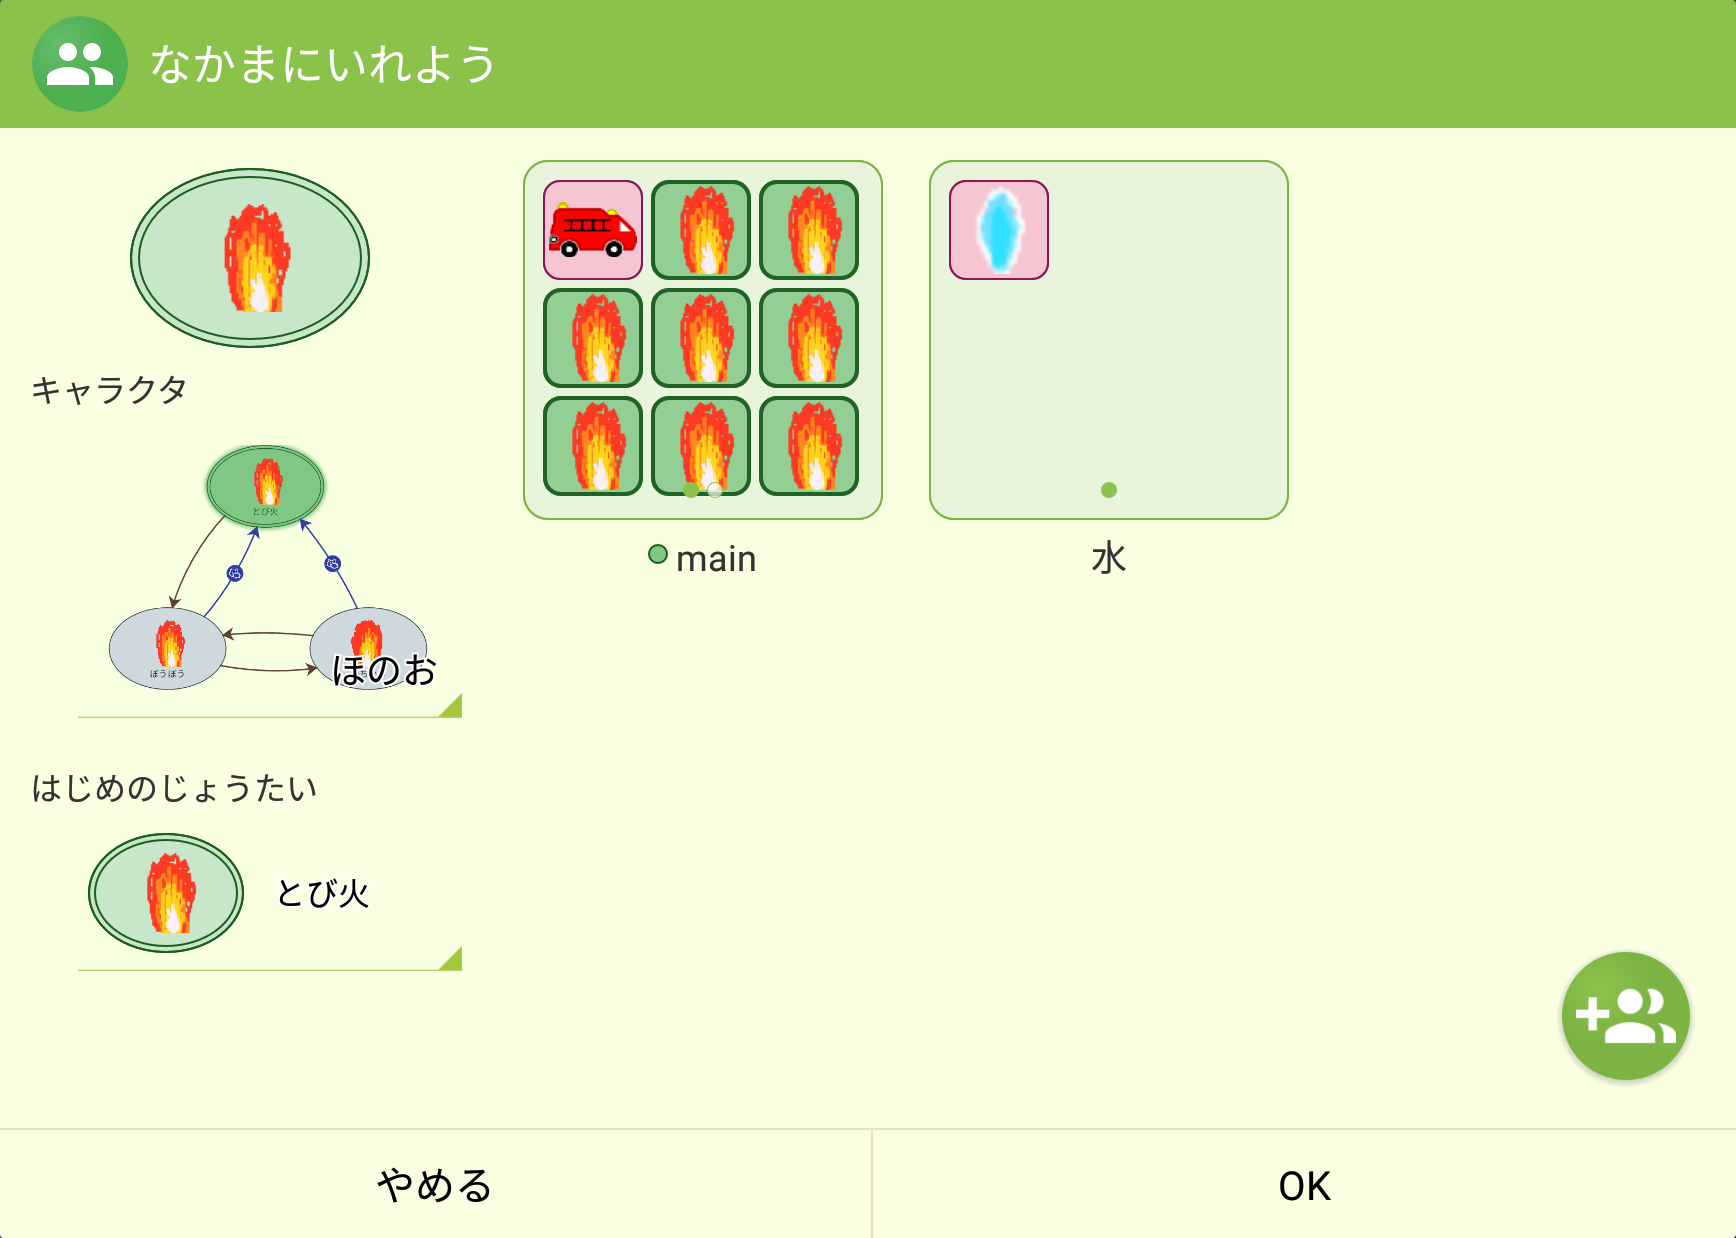 なかまにいれよう
キャラクタ
とび火
ぼうぼう
ほのお
main
水
はじめのじょうたい
とび火
やめる
OK